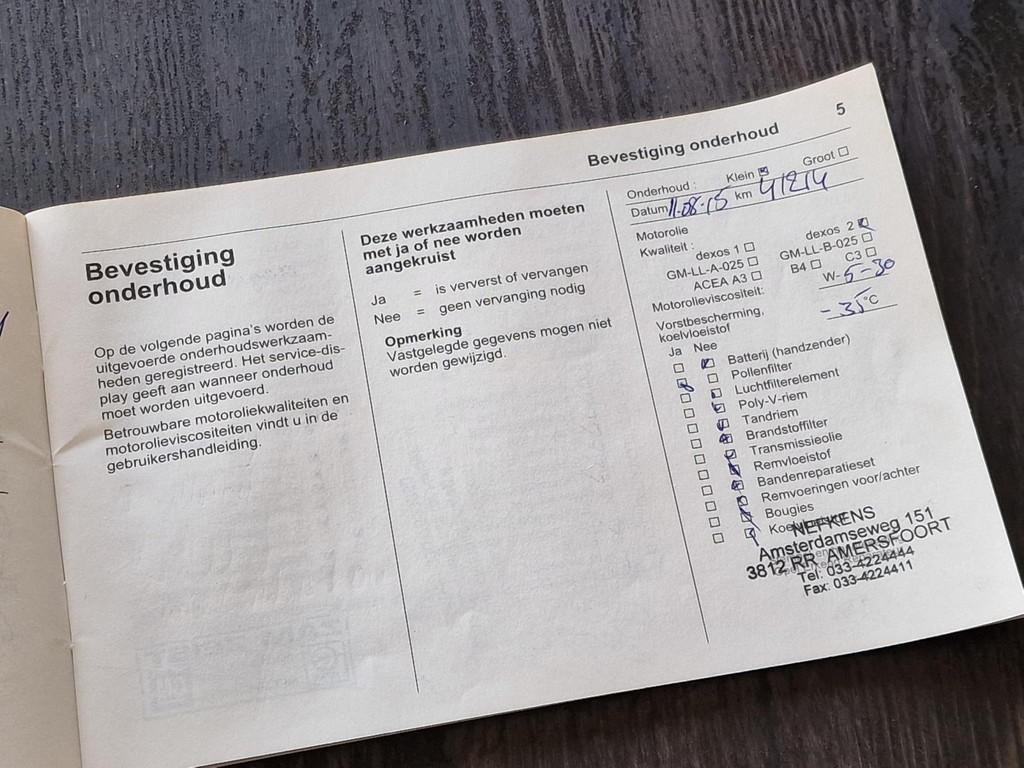 5
Bevestiging onderhoud
Bevestiging
onderhoud
Op de volgende pagina's worden de
uitgevoerde onderhoudswerkzaam-
heden geregistreerd. Het service-dis-
play geeft aan wanneer onderhoud
moet worden uitgevoerd.
Betrouwbare motoroliekwaliteiten en
motorolieviscositeiten vindt u in de
gebruikershandleiding.
Deze werkzaamheden moeten
met ja of nee worden
aangekruist
Ja = is ververst of vervangen
Nee = geen vervanging nodig
Opmerking
Vastgelegde gegevens mogen niet
worden gewijzigd.
Onderhoud : Klein Groot
Datum 11.08.15 km 41214
Motorolie
Kwaliteit :
dexos 1 dexos 2
GM-LL-A-025 GM-LL-B-025
ACEA A3 B4 C3
Motorolieviscositeit: W- 5-30
Vorstbescherming,
koelvloeistof -35 °C
Ja Nee
Batterij (handzender)
Pollenfilter
Luchtfilterelement
Poly-V-riem
Tandriem
Brandstoffilter
Transmissieolie
Remvloeistof
Bandenreparatieset
Remvoeringen voor/achter
Bougies
NEFKENS
Amsterdamseweg 151
3812 RR AMERSFOORT
Tel: 033-4224444
Fax: 033-4224411